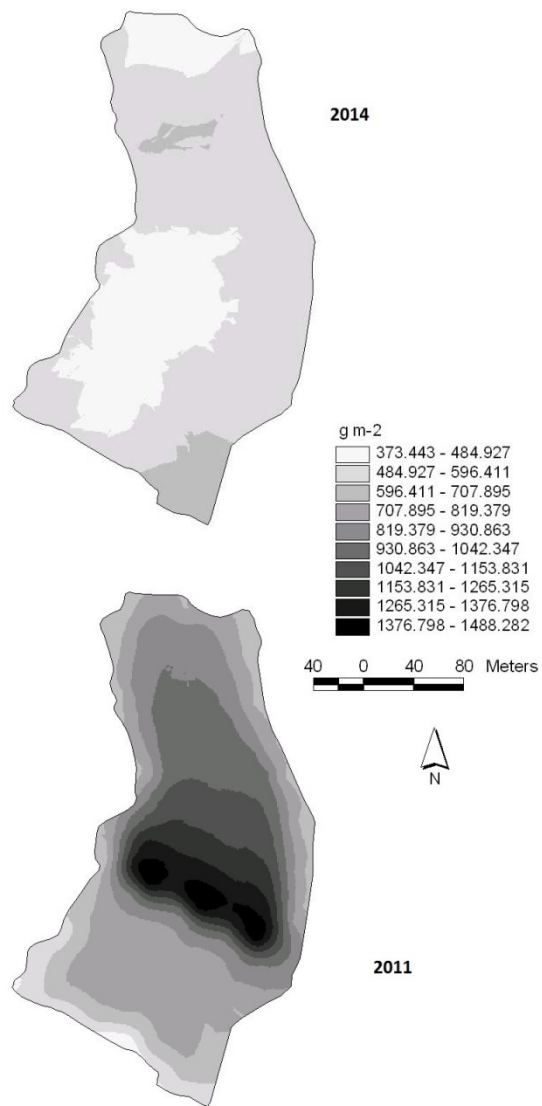 2014
g m-2
373.443 - 484.927
484.927 - 596.411
596.411 - 707.895
707.895 - 819.379
819.379 - 930.863
930.863 - 1042.347
1042.347 - 1153.831
1153.831 - 1265.315
1265.315 - 1376.798
1376.798 - 1488.282
40 0 40 80 Meters
N
2011